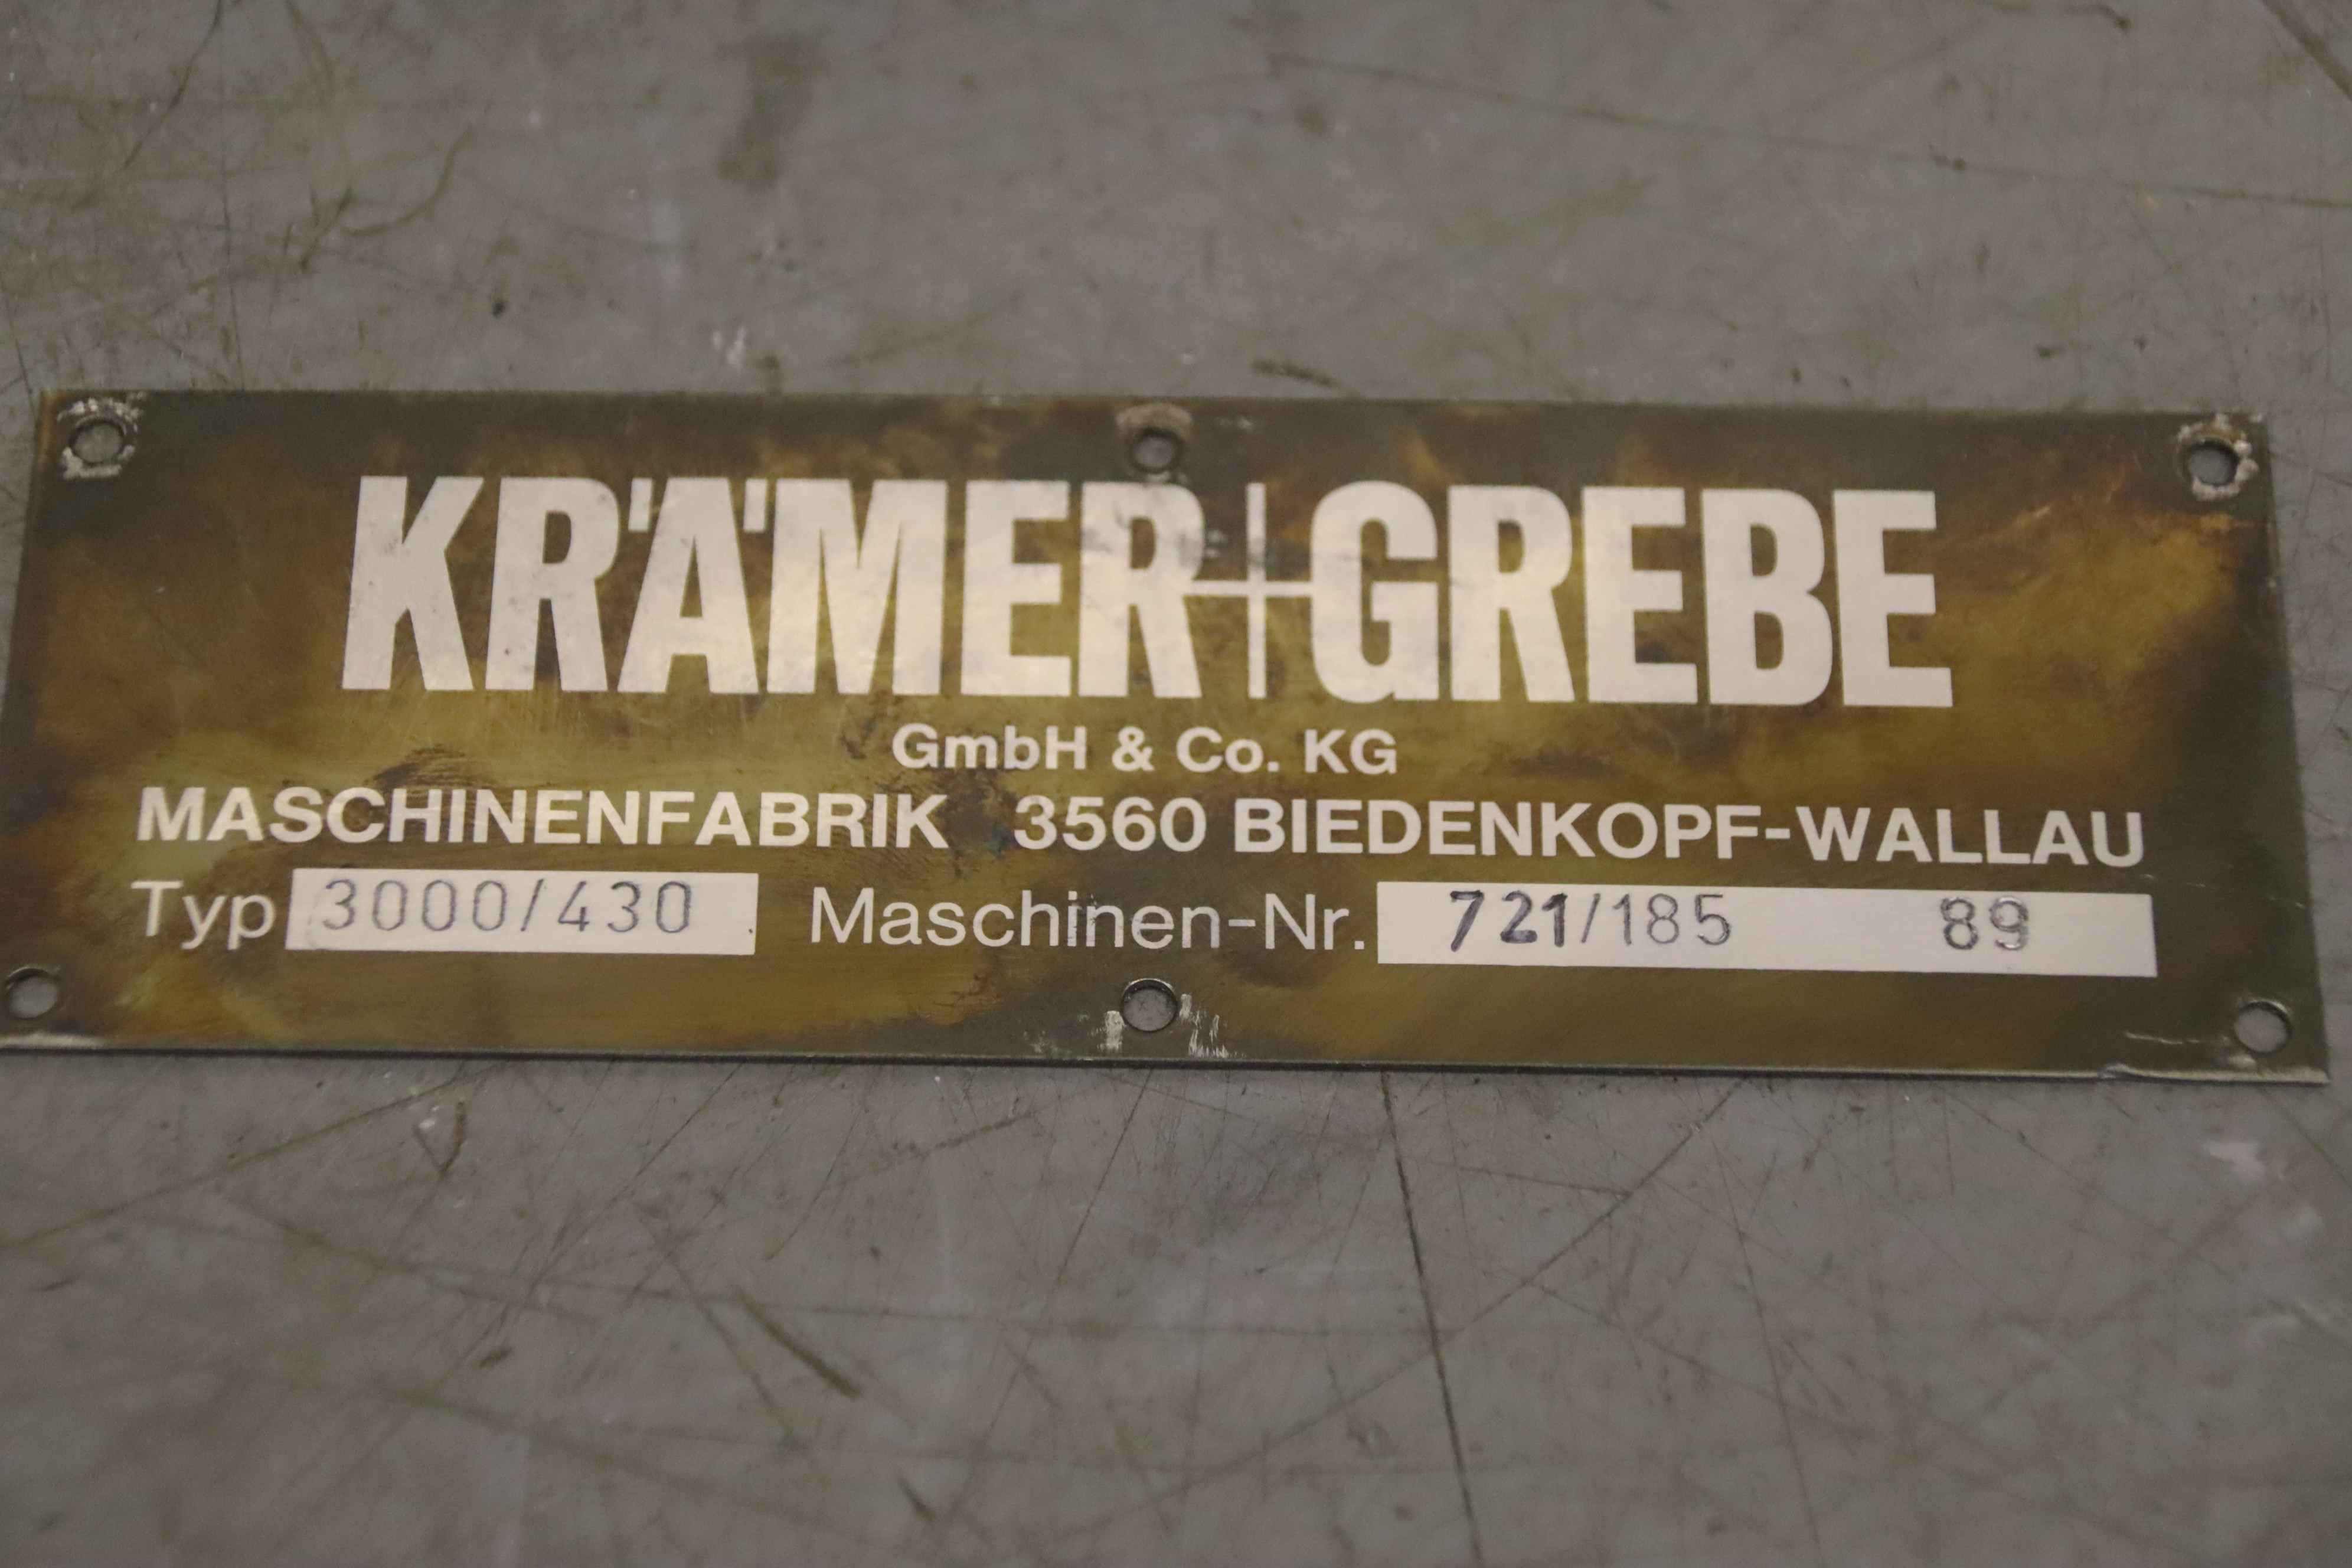 KRÄMER+GREBE
GmbH & Co. KG
MASCHINENFABRIK 3560 BIEDENKOPF-WALLAU
Typ 3000/430 Maschinen-Nr. 721/185 89